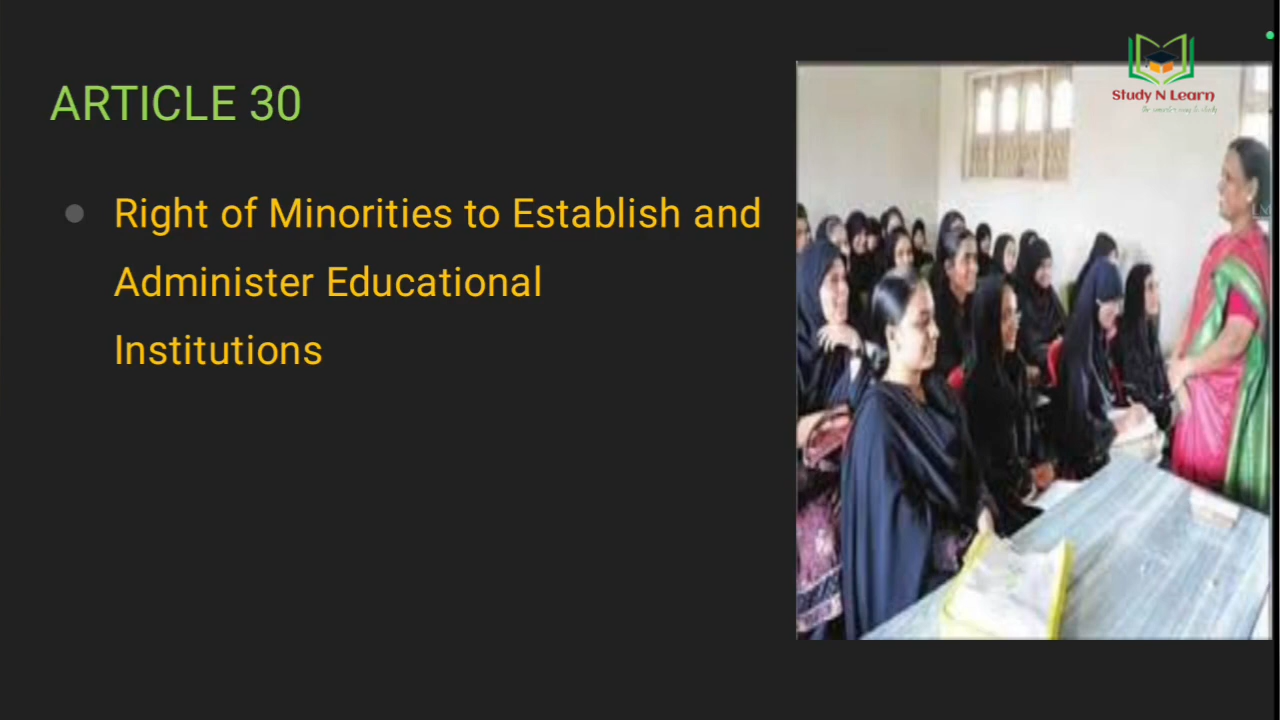 ARTICLE 30
Right of Minorities to Establish and
Administer Educational
Institutions
Study N Learn